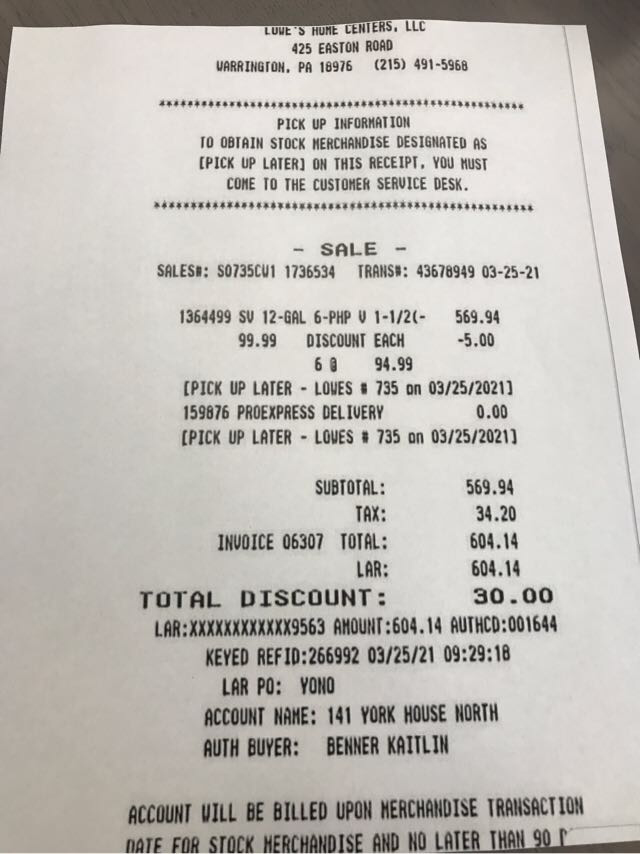 LOWE'S HOME CENTERS, LLC
425 EASTON ROAD
WARRINGTON, PA 18976 (215) 491-5968
**********************************************
PICK UP INFORMATION
TO OBTAIN STOCK MERCHANDISE DESIGNATED AS
[PICK UP LATER] ON THIS RECEIPT, YOU MUST
COME TO THE CUSTOMER SERVICE DESK.
**********************************************
- SALE -
SALES#: S0735CW1 1736534 TRANS#: 43678949 03-25-21
1364499 SV 12-GAL 6-PHP W 1-1/2(- 569.94
99.99 DISCOUNT EACH -5.00
6 @ 94.99
[PICK UP LATER - LOWES # 735 on 03/25/2021]
159876 PROEXPRESS DELIVERY 0.00
[PICK UP LATER - LOWES # 735 on 03/25/2021]
SUBTOTAL: 569.94
TAX: 34.20
INVOICE 06307 TOTAL: 604.14
LAR: 604.14
TOTAL DISCOUNT: 30.00
LAR:XXXXXXXXXXXX9563 AMOUNT:604.14 AUTHCD:001644
KEYED REFID:266992 03/25/21 09:29:18
LAR PO: YONO
ACCOUNT NAME: 141 YORK HOUSE NORTH
AUTH BUYER: BENNER KAITLIN
ACCOUNT WILL BE BILLED UPON MERCHANDISE TRANSACTION
DATE FOR STOCK MERCHANDISE AND NO LATER THAN 90